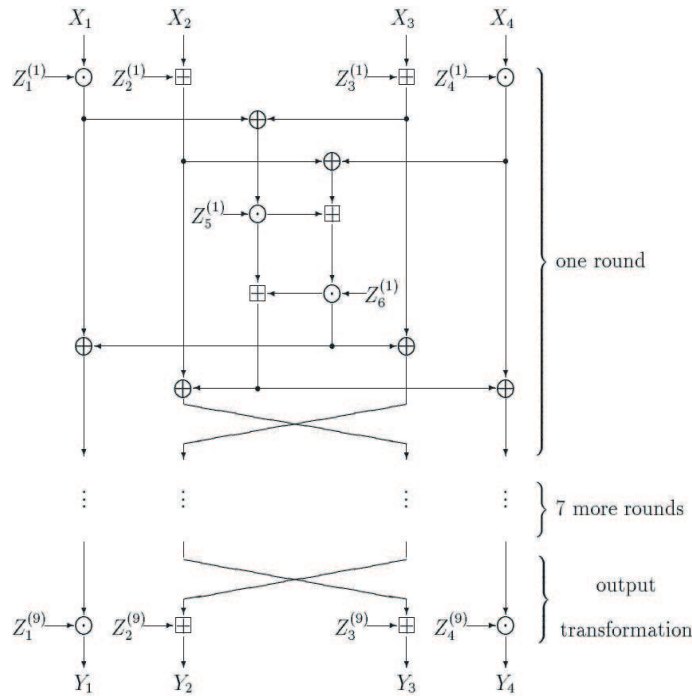 X₁ X₂ X₃ X₄
Z₁⁽¹⁾ Z₂⁽¹⁾ Z₃⁽¹⁾ Z₄⁽¹⁾
Z₅⁽¹⁾
one round
Z₆⁽¹⁾
7 more rounds
output
Z₁⁽⁹⁾ Z₂⁽⁹⁾ Z₃⁽⁹⁾ Z₄⁽⁹⁾ transformation
Y₁ Y₂ Y₃ Y₄